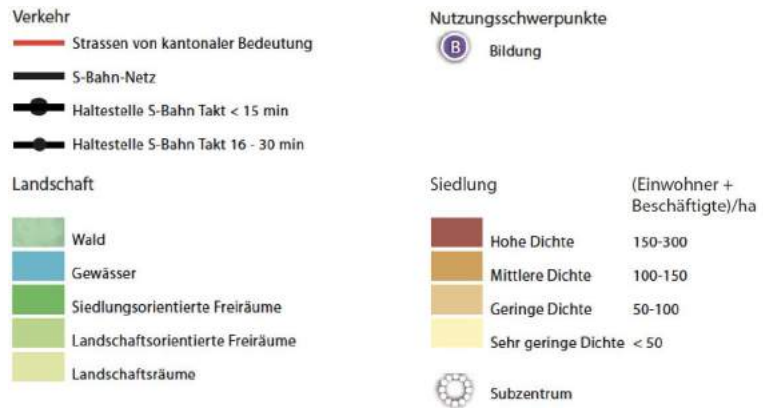 Verkehr
Strassen von kantonaler Bedeutung
S-Bahn-Netz
Haltestelle S-Bahn Takt < 15 min
Haltestelle S-Bahn Takt 16 - 30 min
Nutzungsschwerpunkte
B Bildung
Landschaft
Wald
Gewässer
Siedlungsorientierte Freiräume
Landschaftsorientierte Freiräume
Landschaftsräume
Siedlung (Einwohner +
Beschäftigte)/ha
Hohe Dichte 150-300
Mittlere Dichte 100-150
Geringe Dichte 50-100
Sehr geringe Dichte < 50
Subzentrum